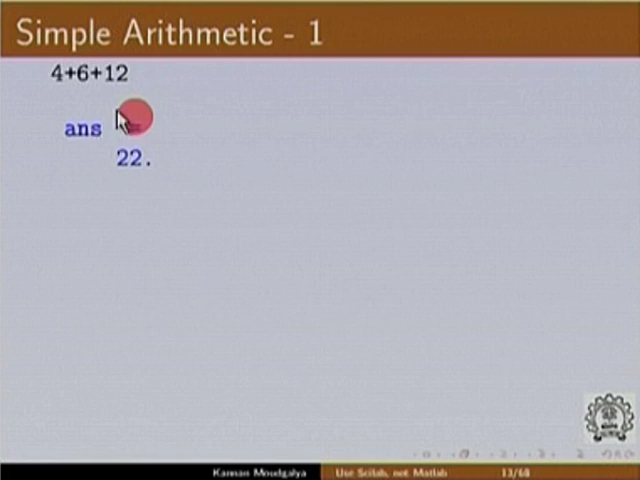 Simple Arithmetic - 1
4+6+12
ans =
22.
Kannan Moudgalya Use Scilab, not Matlab 13/68